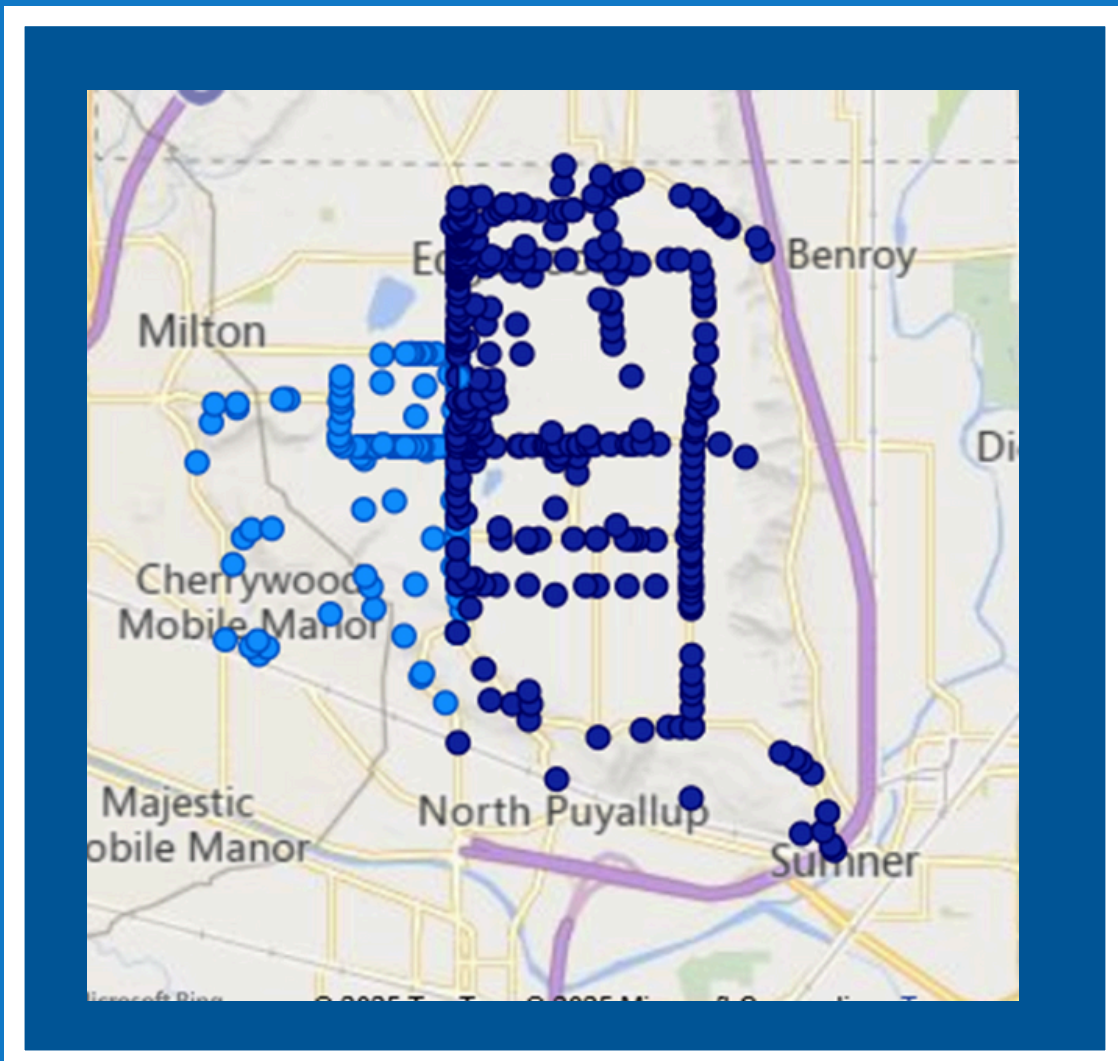 Benroy
Milton
Cherrywood
Mobile Manor
Majestic
obile Manor
North Puyallup
Sumner